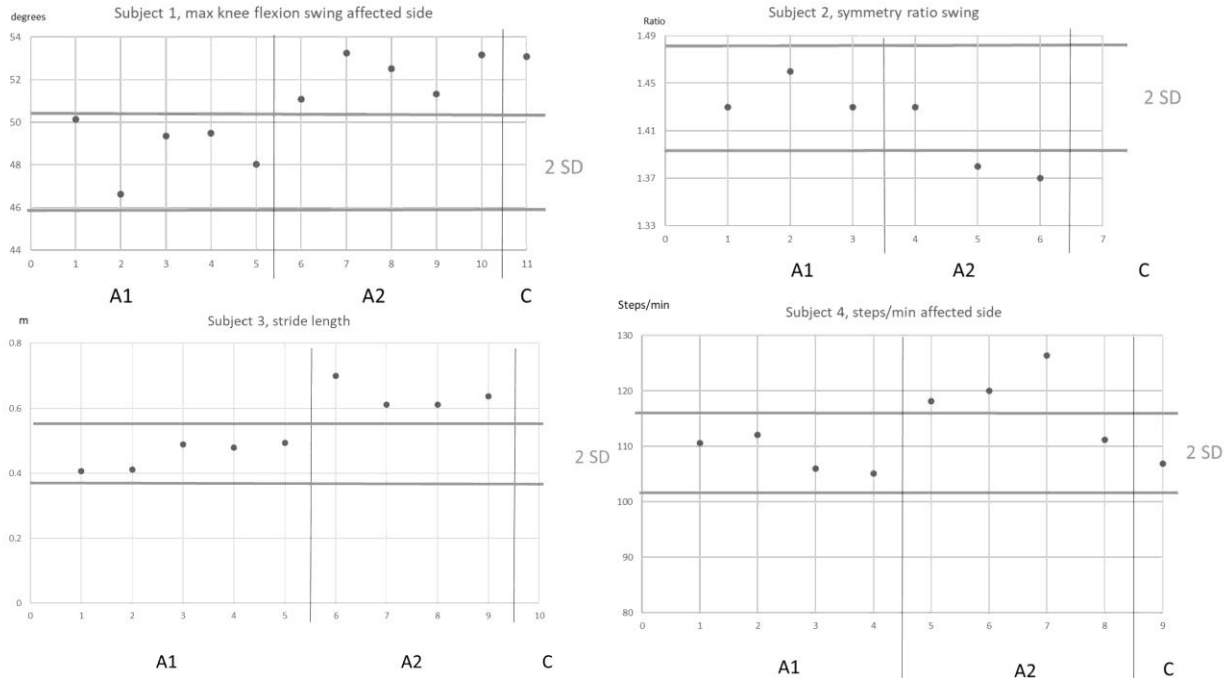 Subject 1, max knee flexion swing affected side
degrees
54
52
50
48
46
44
0 1 2 3 4 5 6 7 8 9 10 11
A1 A2 C
2 SD
Subject 2, symmetry ratio swing
Ratio
1.49
1.45
1.41
1.37
1.33
0 1 2 3 4 5 6 7
A1 A2 C
2 SD
Subject 3, stride length
m
0.8
0.6
0.4
0.2
0
0 1 2 3 4 5 6 7 8 9 10
A1 A2 C
2 SD
Subject 4, steps/min affected side
Steps/min
130
120
110
100
90
80
0 1 2 3 4 5 6 7 8 9
A1 A2 C
2 SD